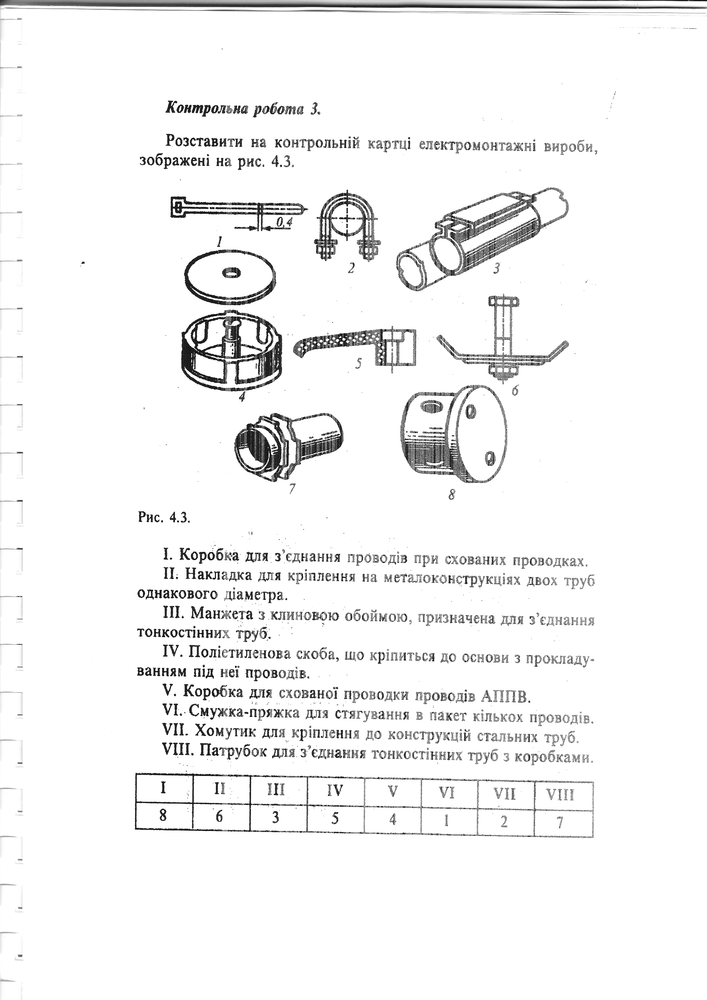 Контрольна робота 3.
Розставити на контрольній картці електромонтажні вироби,
зображені на рис. 4.3.
0,4
1
2
3
4
5
6
7
8
Рис. 4.3.
I. Коробка для з’єднання проводів при схованих проводках.
II. Накладка для кріплення на металоконструкціях двох труб
однакового діаметра.
III. Манжета з клиновою обоймою, призначена для з’єднання
тонкостінних труб.
IV. Поліетиленова скоба, що кріпиться до основи з прокладу-
ванням під неї проводів.
V. Коробка для схованої проводки проводів АППВ.
VI. Смужка-пряжка для стягування в пакет кількох проводів.
VII. Хомутик для кріплення до конструкцій стальних труб.
VIII. Патрубок для з’єднання тонкостінних труб з коробками.
I II III IV V VI VII VIII
8 6 3 5 4 1 2 7